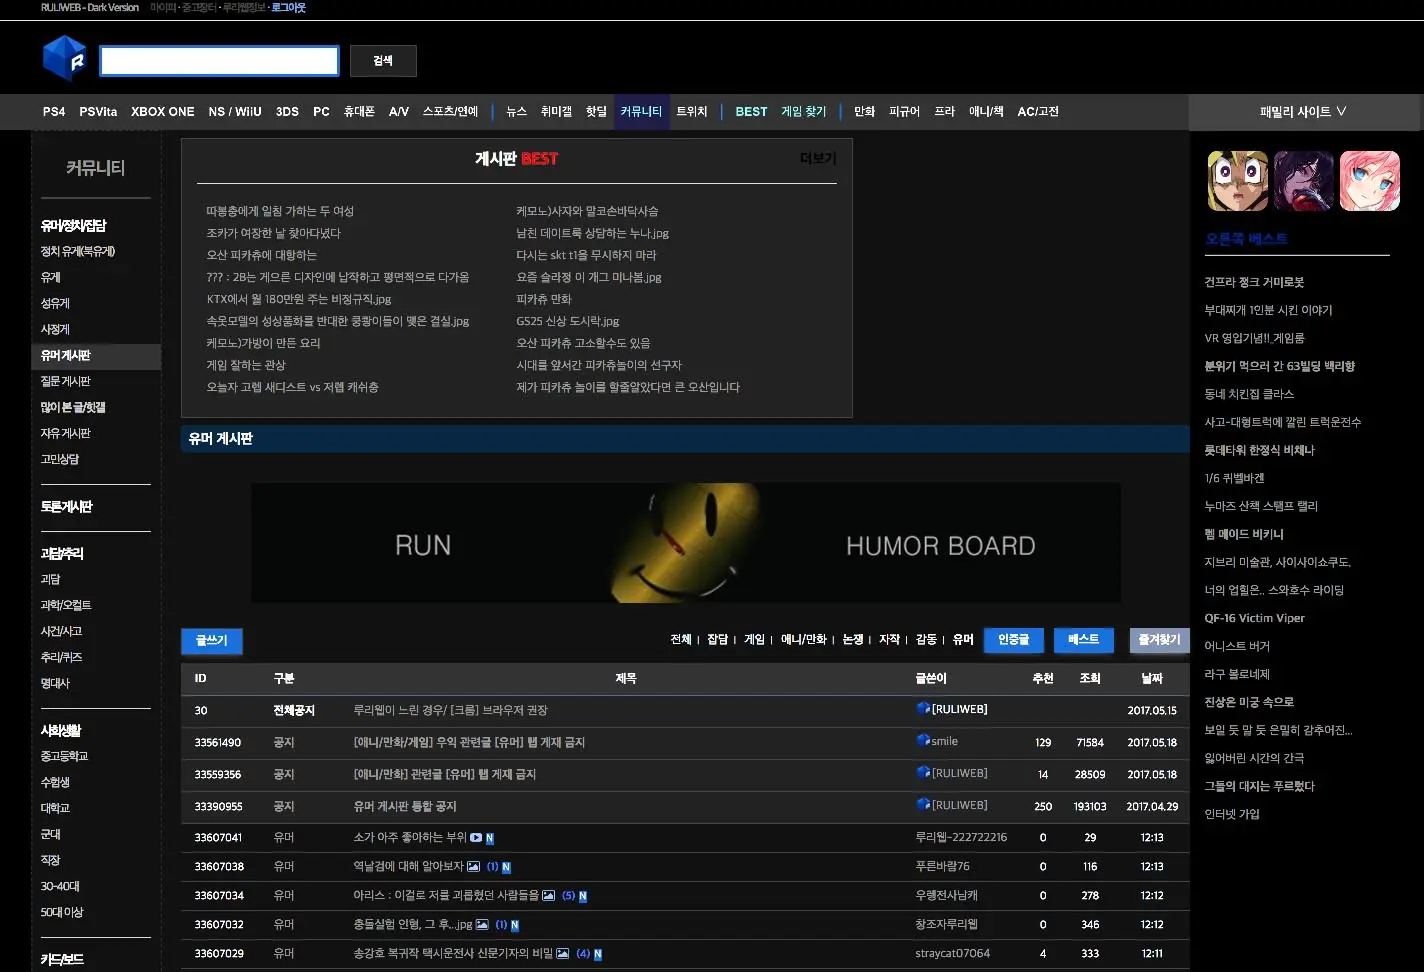 RULIWEB - Dark Version 마이피 · 중고장터 · 루리웹정보 · 로그아웃
R
검색
PS4 PSVita XBOX ONE NS / WiiU 3DS PC 휴대폰 A/V 스포츠/연예 | 뉴스 취미갤 핫딜 커뮤니티 트위치 | BEST 게임 찾기 | 만화 피규어 프라 애니/책 AC/고전
패밀리 사이트 ∨
커뮤니티
유머/정치/잡담
정치 유게(북유게)
유게
성유게
사정게
유머 게시판
질문 게시판
많이 본 글/힛갤
자유 게시판
고민상담
토론게시판
괴담/추리
괴담
과학/오컬트
사건/사고
추리/퀴즈
명대사
사회생활
중고등학교
수험생
대학교
군대
직장
30-40대
50대 이상
카드/보드
게시판 BEST 더보기
따봉충에게 일침 가하는 두 여성
조카가 여장한 날 찾아다녔다
오산 피카츄에 대항하는
??? : 2B는 게으른 디자인에 납작하고 평면적으로 다가옴
KTX에서 월 180만원 주는 비정규직.jpg
속옷모델의 성상품화를 반대한 쿵쾅이들이 맺은 결실.jpg
케모노)가방이 만든 요리
게임 잘하는 관상
오늘자 고렙 새디스트 vs 저렙 캐쉬충
케모노)사자와 말코손바닥사슴
남친 데이트룩 상담하는 누나.jpg
다시는 skt t1을 무시하지 마라
요즘 슬라정 이 개그 미나봄.jpg
피카츄 만화
GS25 신상 도시락.jpg
오산 피카츄 고소할수도 있음
시대를 앞서간 피카츄놀이의 선구자
제가 피카츄 놀이를 할줄알았다면 큰 오산입니다
유머 게시판
RUN HUMOR BOARD
글쓰기 전체 | 잡담 | 게임 | 애니/만화 | 논쟁 | 자작 | 감동 | 유머 인증글 베스트 즐겨찾기
ID 구분 제목 글쓴이 추천 조회 날짜
30 전체공지 루리웹이 느린 경우/ [크롬] 브라우저 권장 [RULIWEB] 2017.05.15
33561490 공지 [애니/만화/게임] 우익 관련글 [유머] 탭 게재 금지 smile 129 71584 2017.05.18
33559356 공지 [애니/만화] 관련글 [유머] 탭 게재 금지 [RULIWEB] 14 28509 2017.05.18
33390955 공지 유머 게시판 통합 공지 [RULIWEB] 250 193103 2017.04.29
33607041 유머 소가 아주 좋아하는 부위 N 루리웹-222722216 0 29 12:13
33607038 유머 역날검에 대해 알아보자 (1) N 푸른바람76 0 116 12:13
33607034 유머 아리스 : 이걸로 저를 괴롭혔던 사람들을 (5) N 우렝전사남캐 0 278 12:12
33607032 유머 충돌실험 인형, 그 후,..jpg (1) N 창조자루리웹 0 346 12:12
33607029 유머 송강호 복귀작 택시운전사 신문기자의 비밀 (4) N straycat07064 4 333 12:11
오른쪽 베스트
건프라 정크 거미로봇
부대찌개 1인분 시킨 이야기
VR 영업기념!!_게임룸
분위기 먹으러 간 63빌딩 백리향
동네 치킨집 클라스
사고-대형트럭에 깔린 트럭운전수
롯데타워 한정식 비채나
1/6 퀴벨바겐
누마즈 산책 스탬프 랠리
렘 메이드 비키니
지브리 미술관, 사이사이쇼쿠도,
너의 업힐은.. 스와호수 라이딩
QF-16 Victim Viper
어니스트 버거
라구 볼로네제
진상은 미궁 속으로
보일 듯 말 듯 은밀히 감추어진...
잃어버린 시간의 간극
그들의 대지는 푸르렀다
인터넷 가입